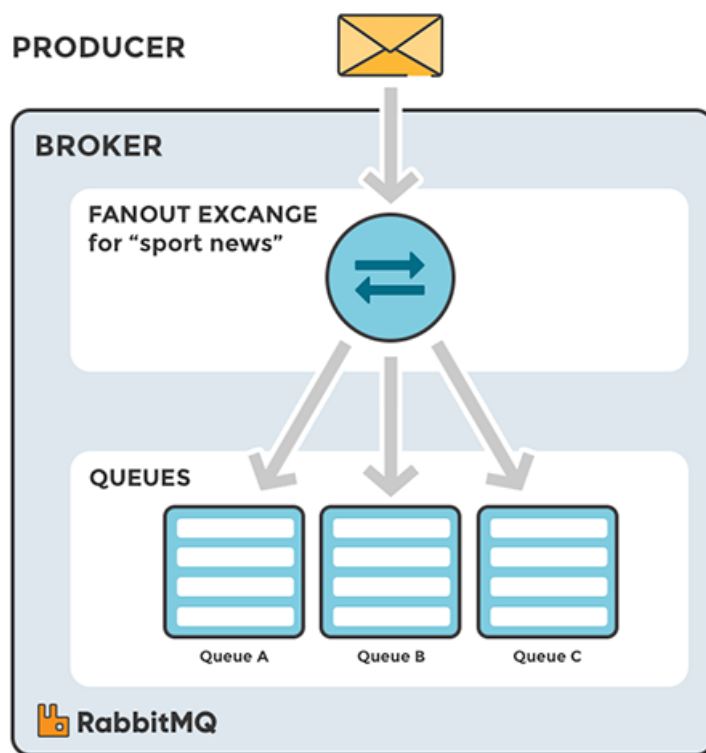 PRODUCER
BROKER
FANOUT EXCANGE
for “sport news”
QUEUES
Queue A
Queue B
Queue C
RabbitMQ